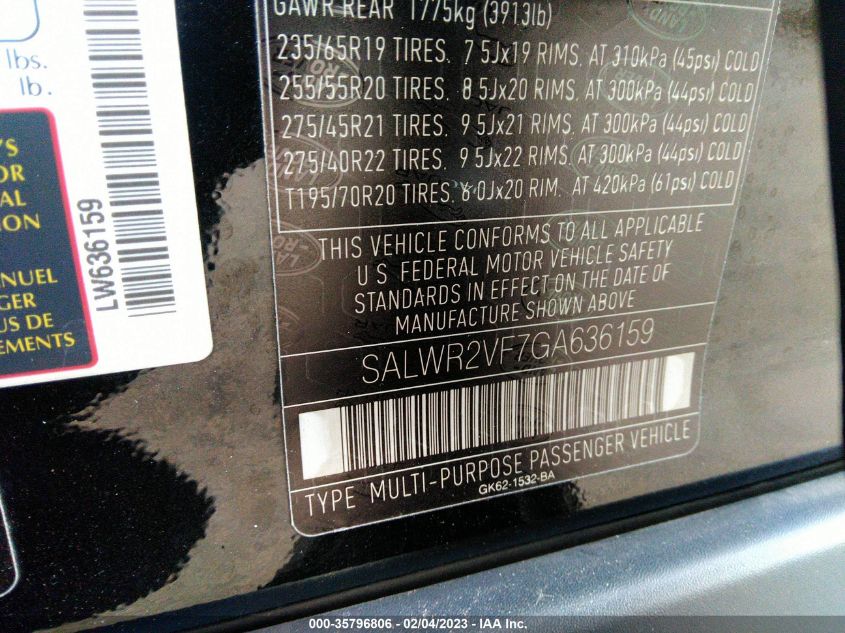 GAWR REAR 1775kg (3913lb)
235/65R19 TIRES, 7 5Jx19 RIMS, AT 310kPa (45psi) COLD
255/55R20 TIRES, 8 5Jx20 RIMS, AT 300kPa (44psi) COLD
275/45R21 TIRES, 9 5Jx21 RIMS, AT 300kPa (44psi) COLD
275/40R22 TIRES, 9 5Jx22 RIMS, AT 300kPa (44psi) COLD
T195/70R20 TIRES, 6 0Jx20 RIM, AT 420kPa (61psi) COLD
THIS VEHICLE CONFORMS TO ALL APPLICABLE
U S FEDERAL MOTOR VEHICLE SAFETY
STANDARDS IN EFFECT ON THE DATE OF
MANUFACTURE SHOWN ABOVE
SALWR2VF7GA636159
TYPE MULTI-PURPOSE PASSENGER VEHICLE
GK62-1532-BA
lbs.
lb.
Y'S
OR
AL
ION
NUEL
GER
US DE
REMENTS
LW636159
000-35796806 - 02/04/2023 - IAA Inc.